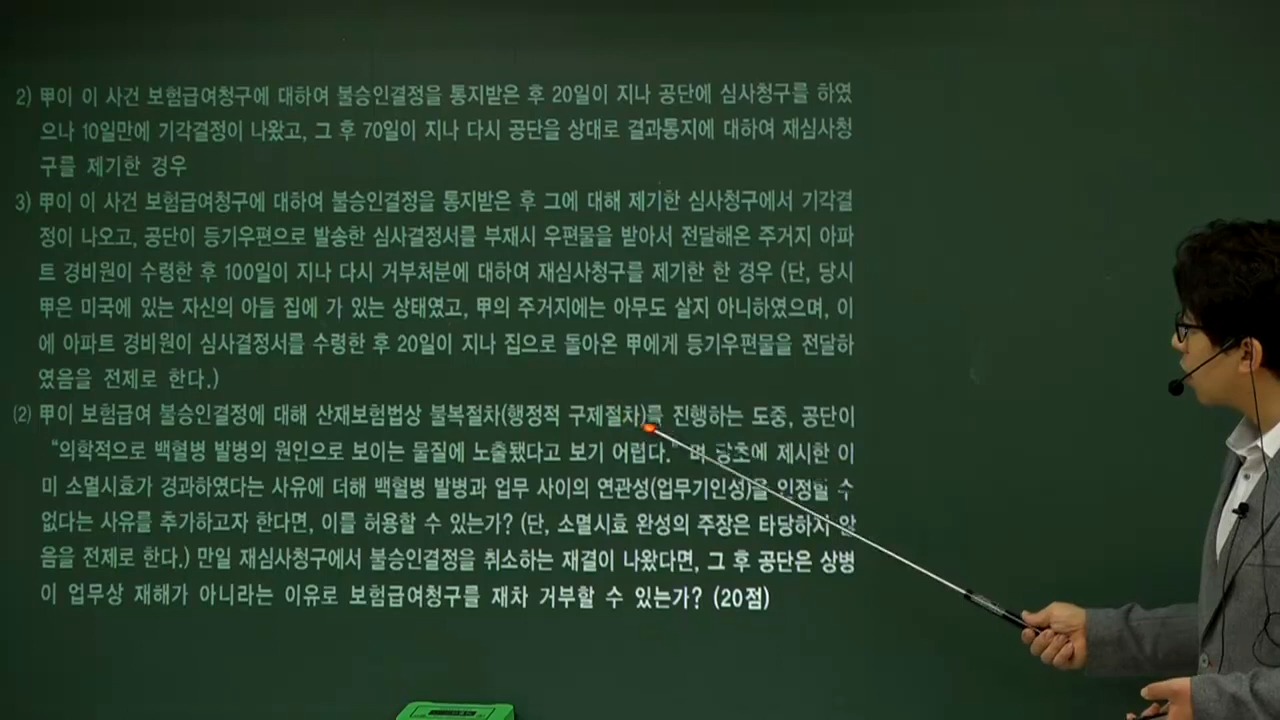 2) 甲이 이 사건 보험급여청구에 대하여 불승인결정을 통지받은 후 20일이 지나 공단에 심사청구를 하였
으나 10일만에 기각결정이 나왔고, 그 후 70일이 지나 다시 공단을 상대로 결과통지에 대하여 재심사청
구를 제기한 경우
3) 甲이 이 사건 보험급여청구에 대하여 불승인결정을 통지받은 후 그에 대해 제기한 심사청구에서 기각결
정이 나오고, 공단이 등기우편으로 발송한 심사결정서를 부재시 우편물을 받아서 전달해온 주거지 아파
트 경비원이 수령한 후 100일이 지나 다시 거부처분에 대하여 재심사청구를 제기한 한 경우 (단, 당시
甲은 미국에 있는 자신의 아들 집에 가 있는 상태였고, 甲의 주거지에는 아무도 살지 아니하였으며, 이
에 아파트 경비원이 심사결정서를 수령한 후 20일이 지나 집으로 돌아온 甲에게 등기우편물을 전달하
였음을 전제로 한다.)
(2) 甲이 보험급여 불승인결정에 대해 산재보험법상 불복절차(행정적 구제절차)를 진행하는 도중, 공단이
“의학적으로 백혈병 발병의 원인으로 보이는 물질에 노출됐다고 보기 어렵다.”며 당초에 제시한 이
미 소멸시효가 경과하였다는 사유에 더해 백혈병 발병과 업무 사이의 연관성(업무기인성)을 인정할 수
없다는 사유를 추가하고자 한다면, 이를 허용할 수 있는가? (단, 소멸시효 완성의 주장은 타당하지 않
음을 전제로 한다.) 만일 재심사청구에서 불승인결정을 취소하는 재결이 나왔다면, 그 후 공단은 상병
이 업무상 재해가 아니라는 이유로 보험급여청구를 재차 거부할 수 있는가? (20점)